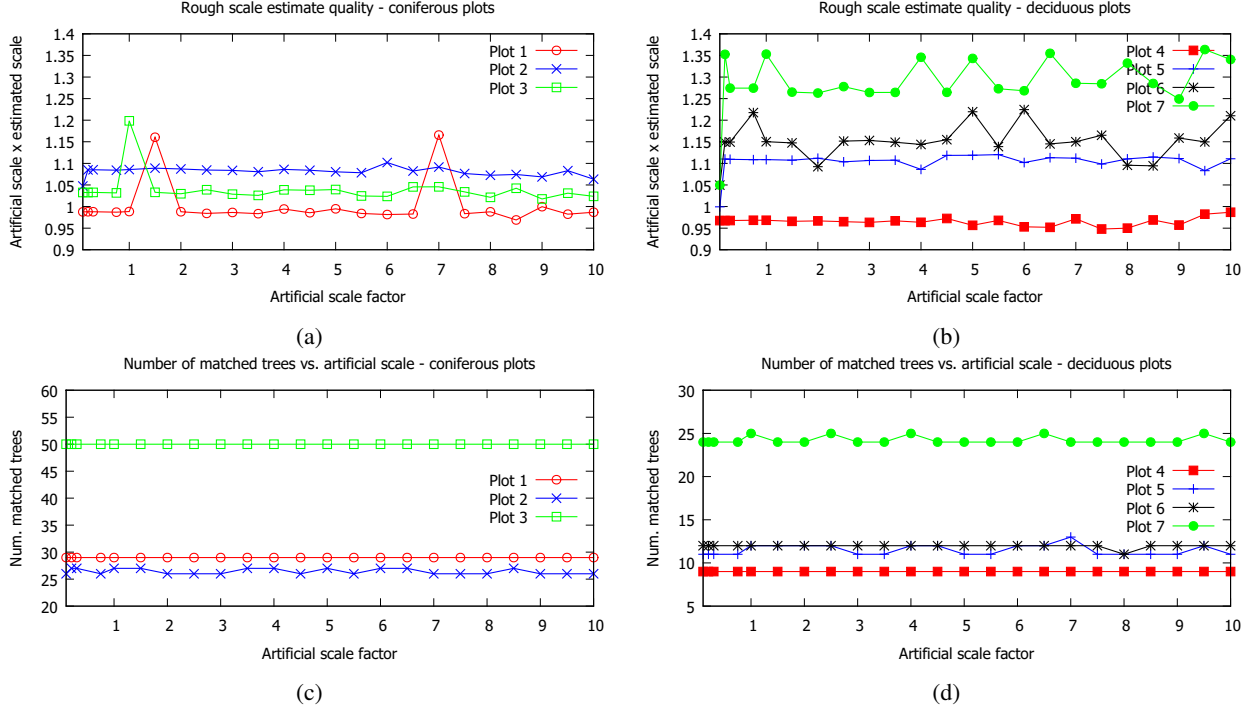 Rough scale estimate quality - coniferous plots
Artificial scale x estimated scale
1.4
1.35
1.3
1.25
1.2
1.15
1.1
1.05
1
0.95
0.9
Plot 1
Plot 2
Plot 3
1 2 3 4 5 6 7 8 9 10
Artificial scale factor
(a)
Rough scale estimate quality - deciduous plots
Artificial scale x estimated scale
1.4
1.35
1.3
1.25
1.2
1.15
1.1
1.05
1
0.95
0.9
Plot 4
Plot 5
Plot 6
Plot 7
1 2 3 4 5 6 7 8 9 10
Artificial scale factor
(b)
Number of matched trees vs. artificial scale - coniferous plots
Num. matched trees
60
55
50
45
40
35
30
25
20
Plot 1
Plot 2
Plot 3
1 2 3 4 5 6 7 8 9 10
Artificial scale factor
(c)
Number of matched trees vs. artificial scale - deciduous plots
Num. matched trees
30
25
20
15
10
5
Plot 4
Plot 5
Plot 6
Plot 7
1 2 3 4 5 6 7 8 9 10
Artificial scale factor
(d)